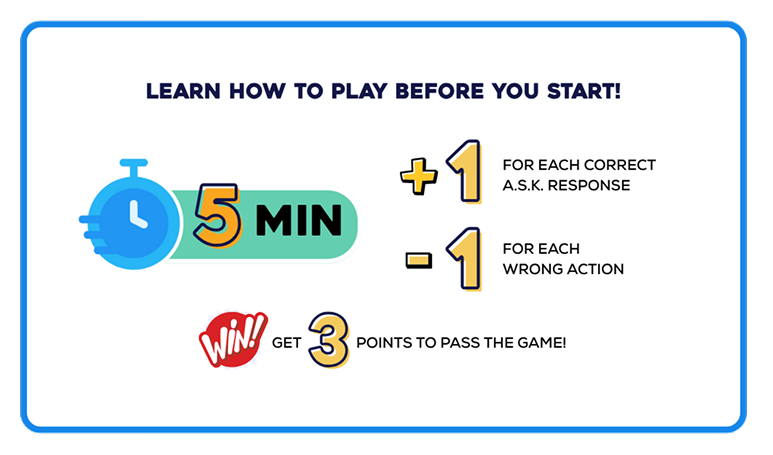 LEARN HOW TO PLAY BEFORE YOU START!
5 MIN
+1 FOR EACH CORRECT
A.S.K. RESPONSE
-1 FOR EACH
WRONG ACTION
WIN!! GET 3 POINTS TO PASS THE GAME!